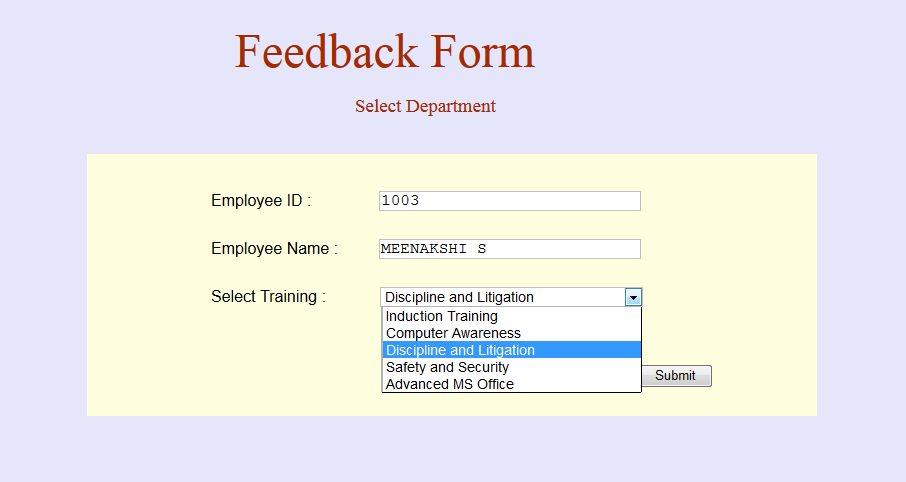 Feedback Form
Select Department
Employee ID : 1003
Employee Name : MEENAKSHI S
Select Training : Discipline and Litigation
Induction Training
Computer Awareness
Discipline and Litigation
Safety and Security
Advanced MS Office
Submit